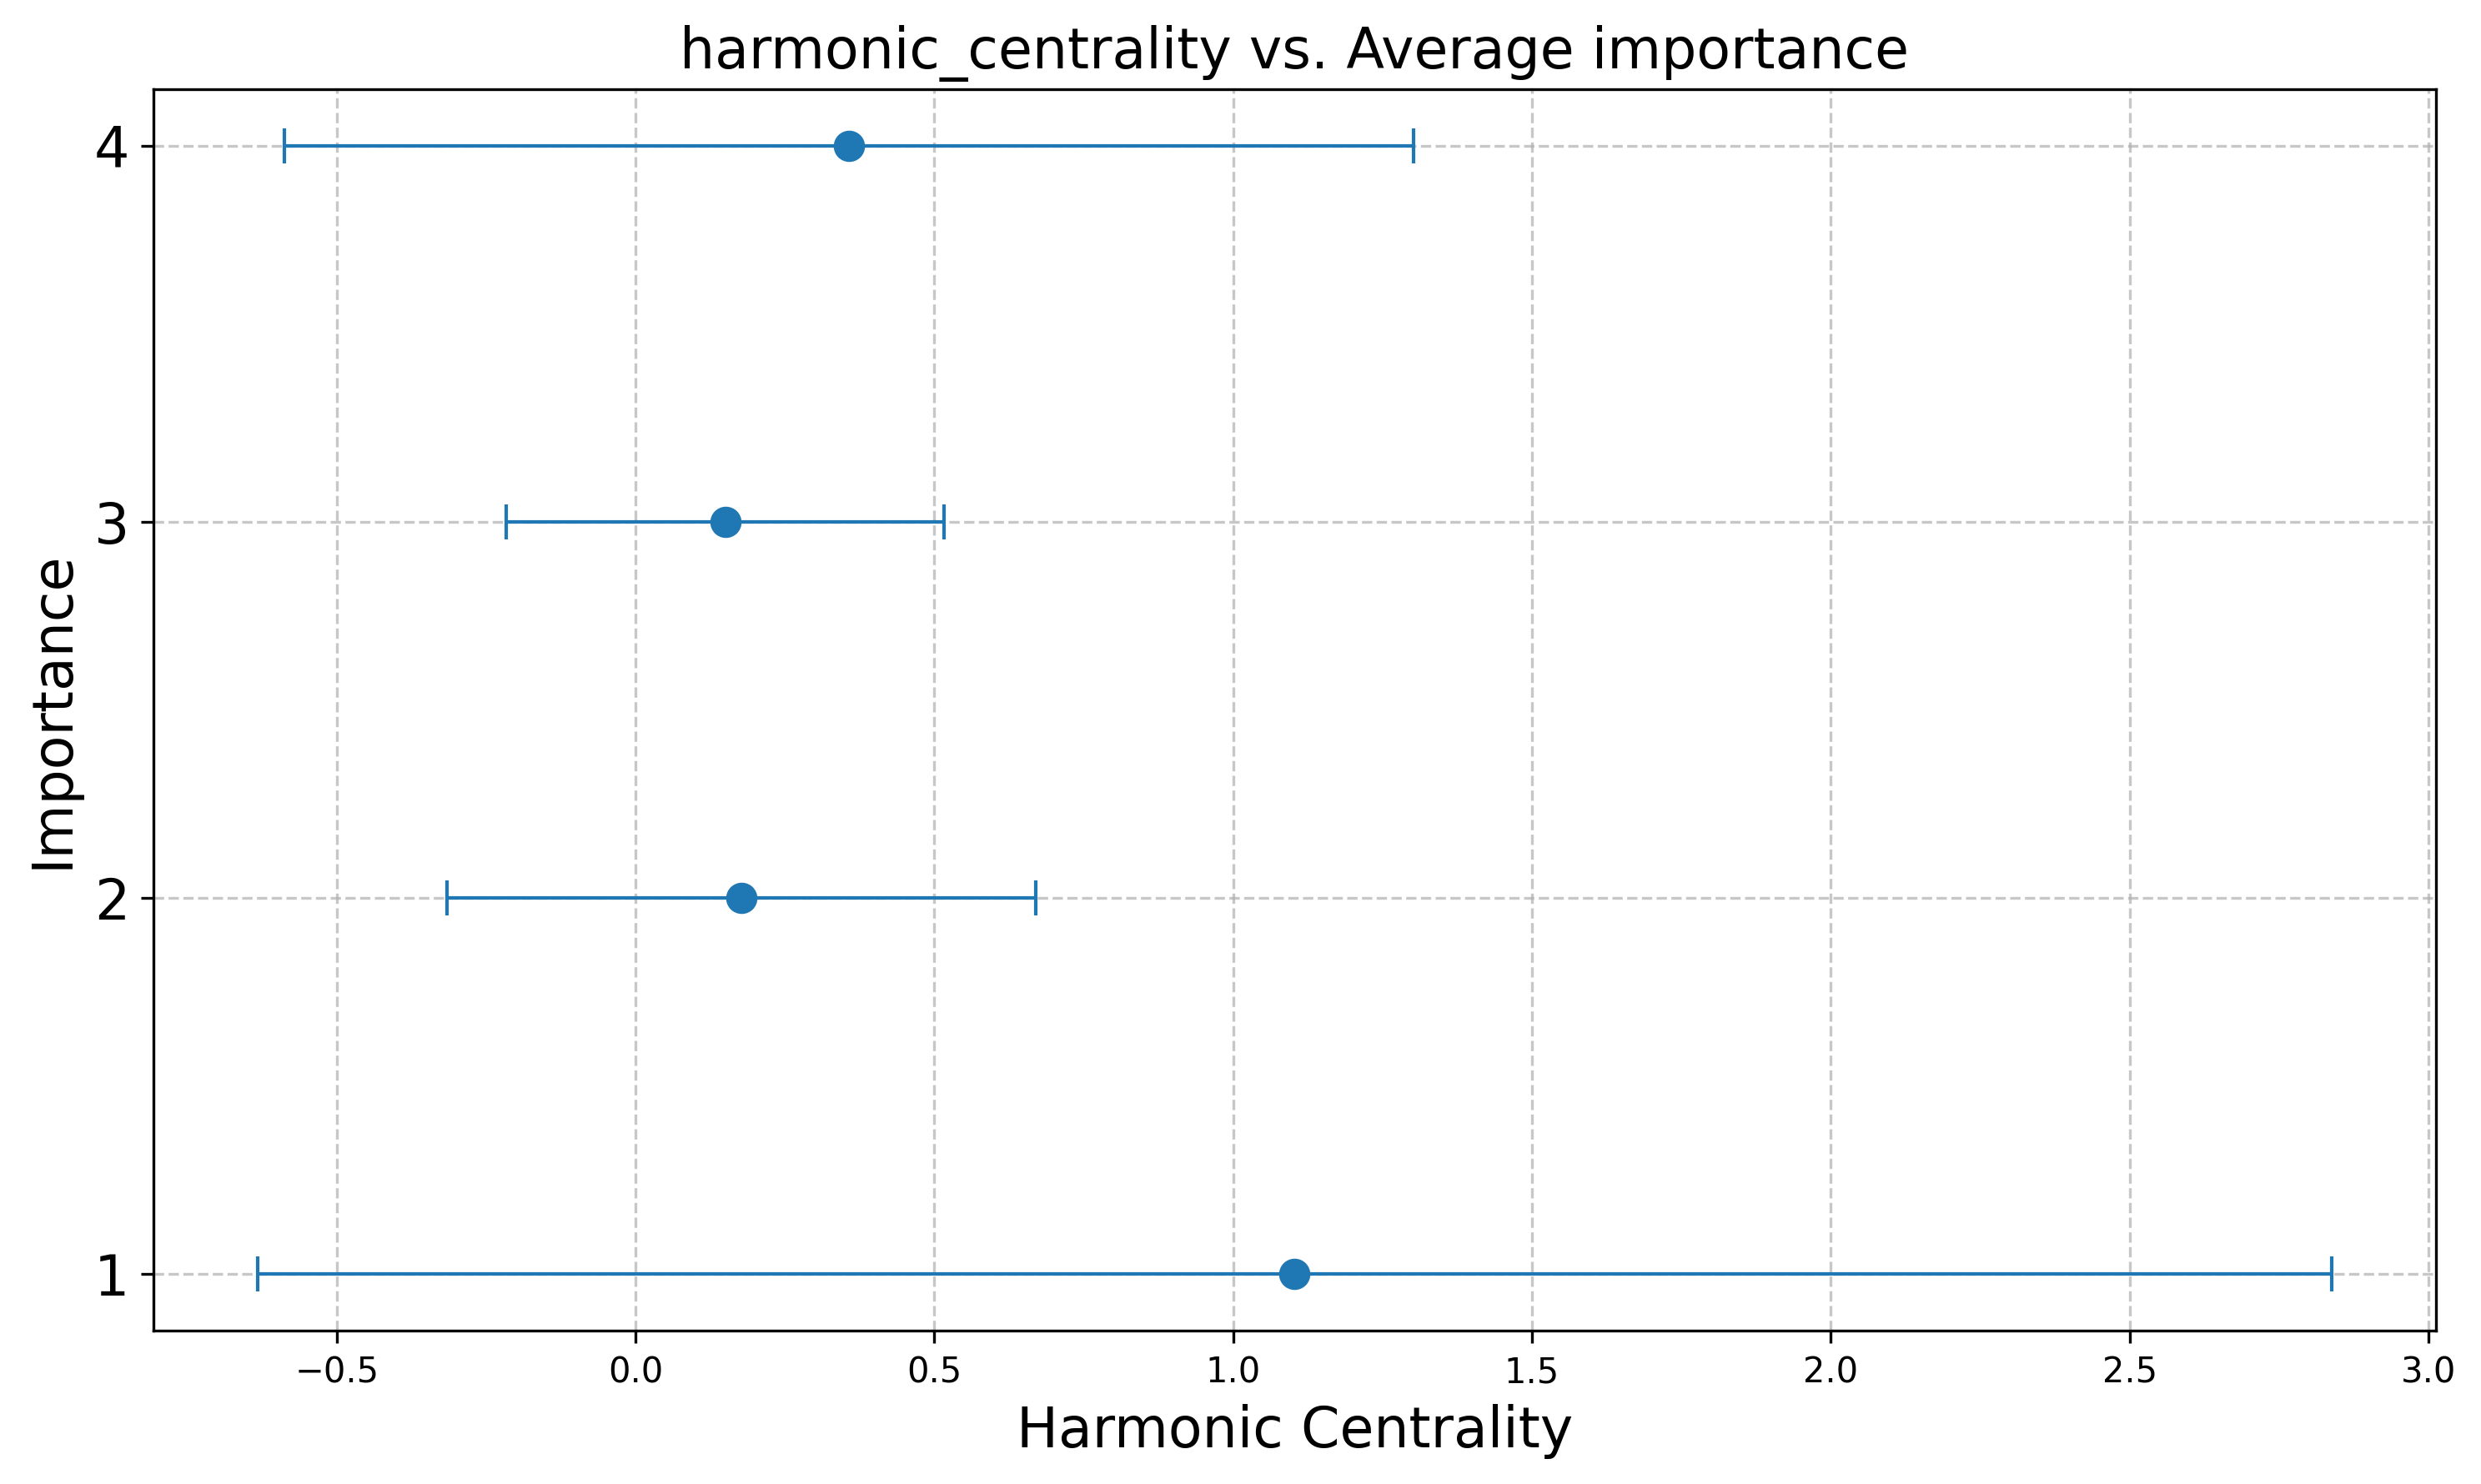 harmonic_centrality vs. Average importance
4
3
2
1
Importance
−0.5 0.0 0.5 1.0 1.5 2.0 2.5 3.0
Harmonic Centrality